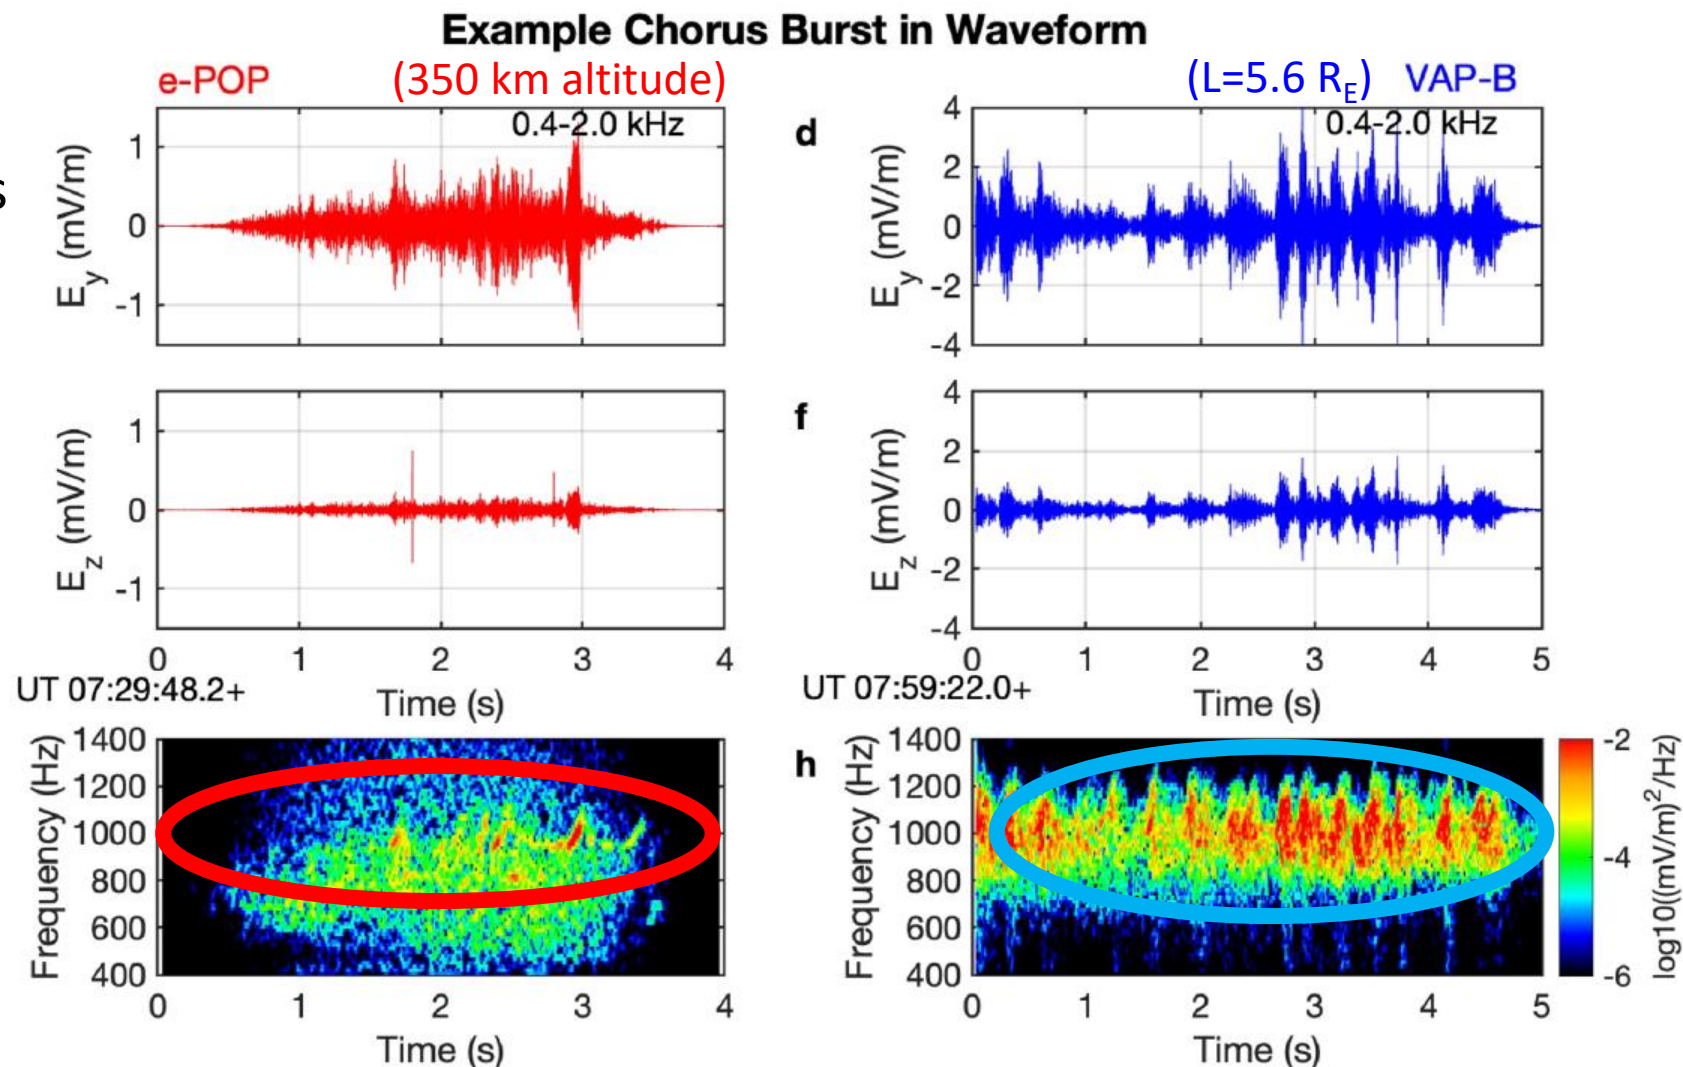 Example Chorus Burst in Waveform
e-POP (350 km altitude) (L=5.6 R_E) VAP-B
s
0.4-2.0 kHz
E_y (mV/m)
1
0
-1
d
0.4-2.0 kHz
E_y (mV/m)
4
2
0
-2
-4
E_z (mV/m)
1
0
-1
0 1 2 3 4
UT 07:29:48.2+
Time (s)
f
E_z (mV/m)
4
2
0
-2
-4
0 1 2 3 4 5
UT 07:59:22.0+
Time (s)
Frequency (Hz)
1400
1200
1000
800
600
400
0 1 2 3 4
Time (s)
h
Frequency (Hz)
1400
1200
1000
800
600
400
0 1 2 3 4 5
Time (s)
-2
-4
-6
log10((mV/m)²/Hz)